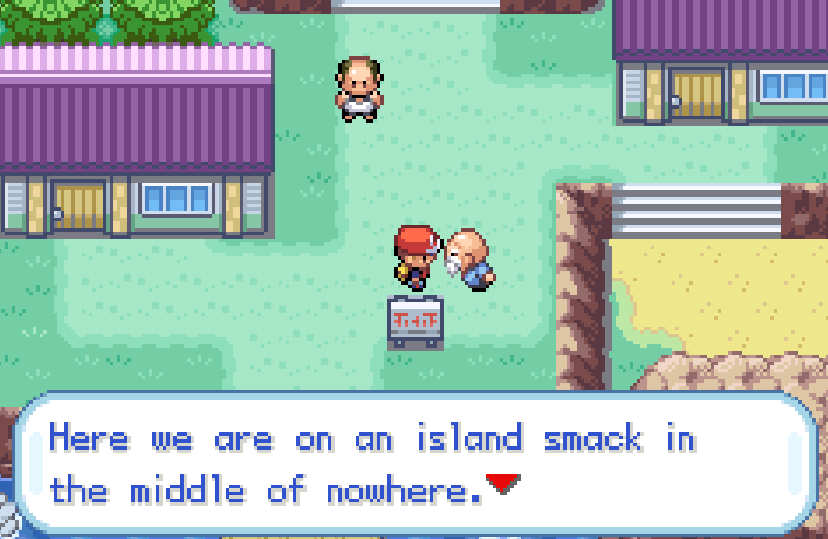 Here we are on an island smack in
the middle of nowhere.